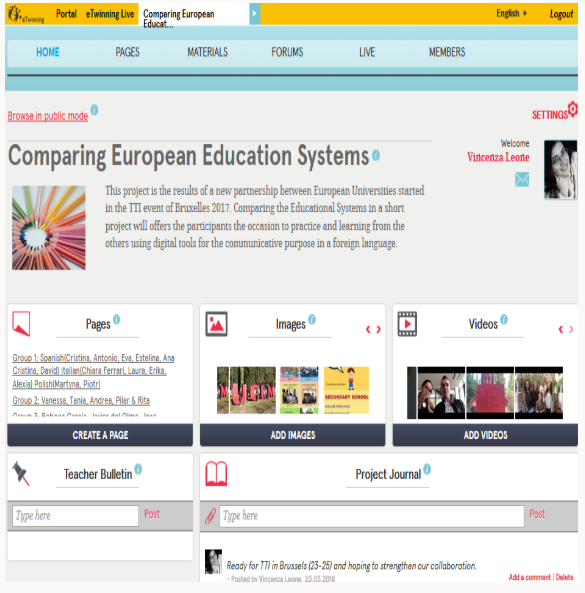 eTwinning Portal eTwinning Live Comparing European Educat... English Logout
HOME PAGES MATERIALS FORUMS LIVE MEMBERS
Browse in public mode
SETTINGS
Welcome
Vincenza Leone
Comparing European Education Systems
This project is the results of a new partnership between European Universities started
in the TTI event of Bruxelles 2017. Comparing the Educational Systems in a short
project will offers the participants the occasion to practice and learning from the
others using digital tools for the communicative purpose in a foreign language.
Pages
Group 1: Spanish(Cristina, Antonio, Eva, Estelina, Ana
Cristina, David) Italian(Chiara Ferrari, Laura, Erika,
Alexia) Polish(Martyna, Piotr)
Group 2: Venessa, Tania, Andrea, Pilar & Rita
CREATE A PAGE
Images
SECONDARY SCHOOL
ADD IMAGES
Videos
ADD VIDEOS
Teacher Bulletin
Type here Post
Project Journal
Type here Post
Ready for TTI in Brussels (23-25) and hoping to strengthen our collaboration.
- Posted by Vincenza Leone, 20.05.2018
Add a comment | Delete